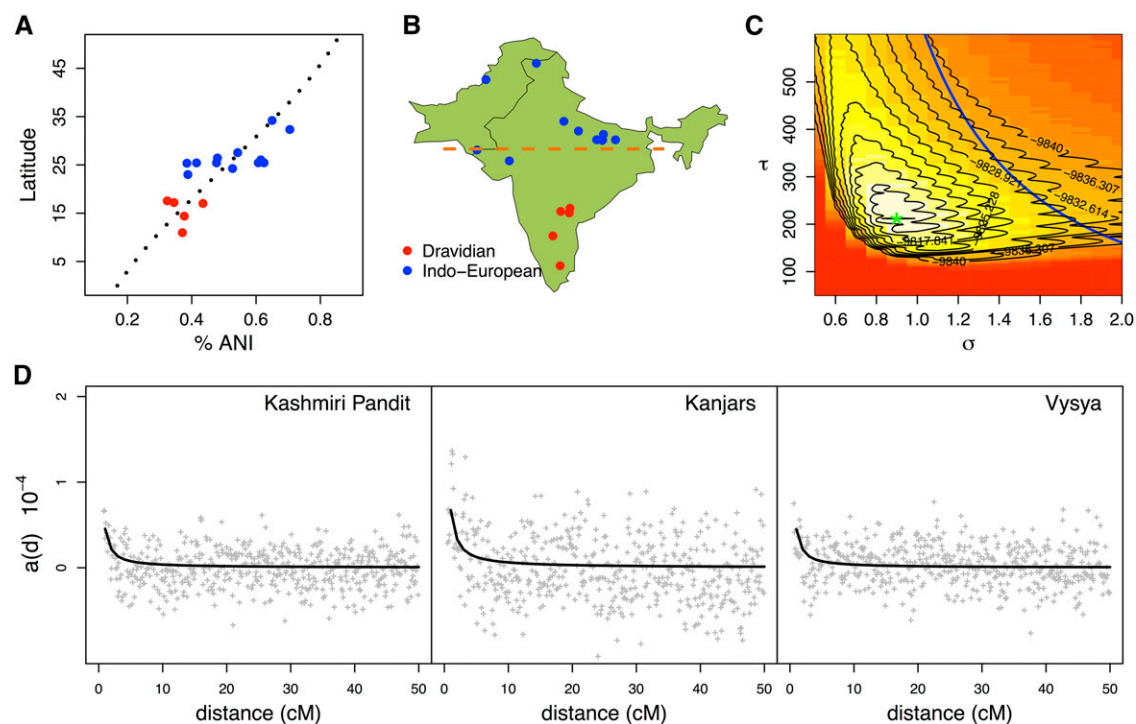 A
Latitude
45
35
25
15
5
0.2 0.4 0.6 0.8
% ANI
B
Dravidian
Indo-European
C
τ
500
400
300
200
100
-9840
-9836.307
-9828.921
-9832.614
-9817.841
-9836.307
-9840
0.6 0.8 1.0 1.2 1.4 1.6 1.8 2.0
σ
D
a(d) 10⁻⁴
2
1
0
Kashmiri Pandit
Kanjars
Vysya
0 10 20 30 40 50
0 10 20 30 40 50
0 10 20 30 40 50
distance (cM)
distance (cM)
distance (cM)